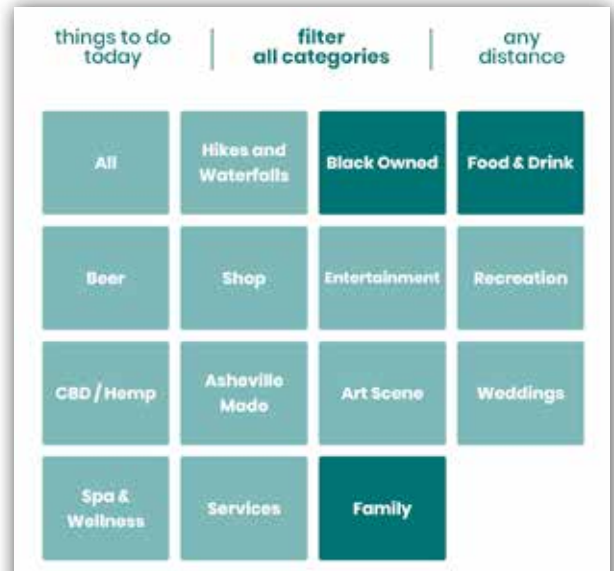 things to do
today
filter
all categories
any
distance
All
Hikes and
Waterfalls
Black Owned
Food & Drink
Beer
Shop
Entertainment
Recreation
CBD / Hemp
Asheville
Made
Art Scene
Weddings
Spa &
Wellness
Services
Family